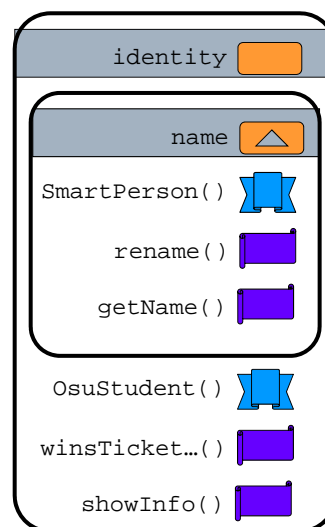 identity
name
SmartPerson()
rename()
getName()
OsuStudent()
winsTicket…()
showInfo()